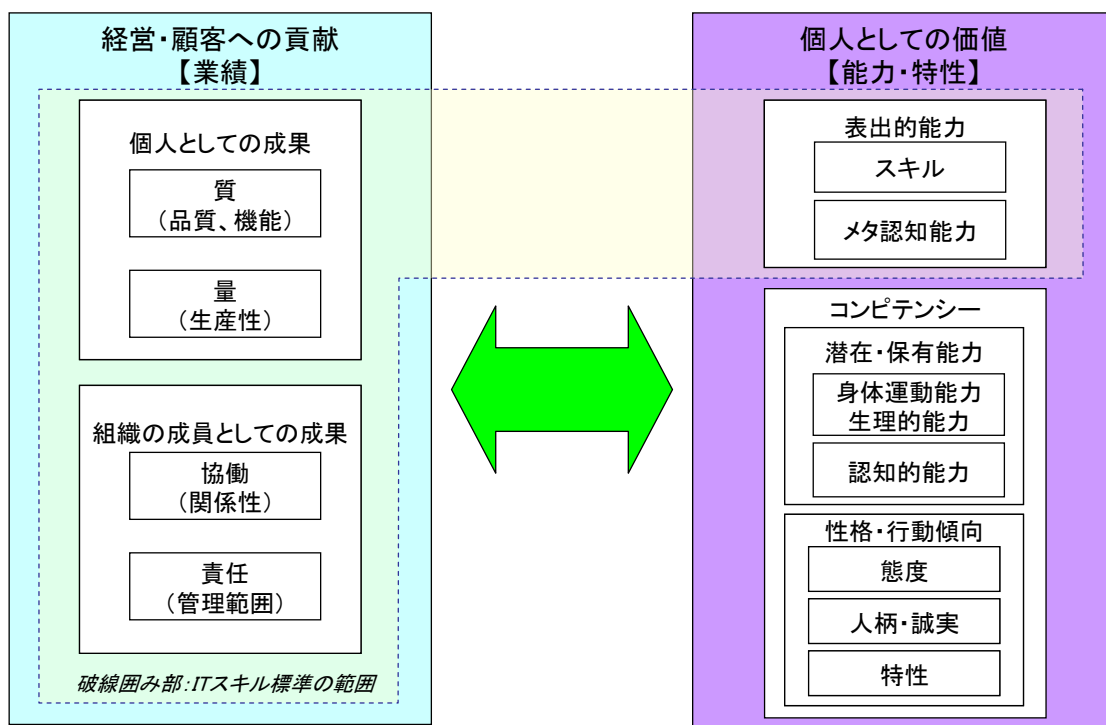 経営・顧客への貢献
【業績】
個人としての成果
質
（品質、機能）
量
（生産性）
組織の成員としての成果
協働
（関係性）
責任
（管理範囲）
破線囲み部：ITスキル標準の範囲
個人としての価値
【能力・特性】
表出的能力
スキル
メタ認知能力
コンピテンシー
潜在・保有能力
身体運動能力
生理的能力
認知的能力
性格・行動傾向
態度
人柄・誠実
特性